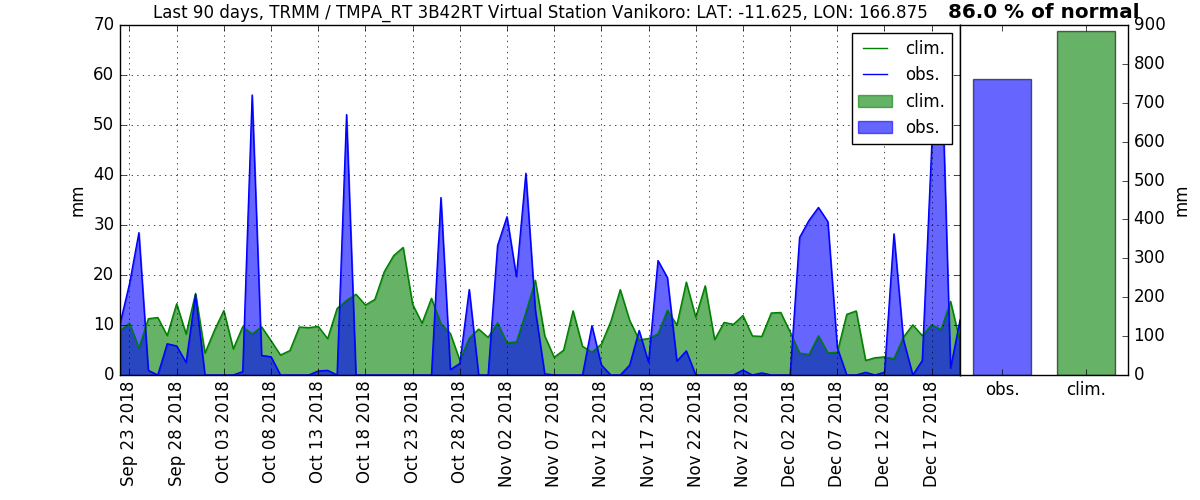 Last 90 days, TRMM / TMPA_RT 3B42RT Virtual Station Vanikoro: LAT: -11.625, LON: 166.875
86.0 % of normal
70
60
50
40
30
20
10
0
mm
clim.
obs.
clim.
obs.
900
800
700
600
500
400
300
200
100
0
mm
obs.
clim.
Sep 23 2018
Sep 28 2018
Oct 03 2018
Oct 08 2018
Oct 13 2018
Oct 18 2018
Oct 23 2018
Oct 28 2018
Nov 02 2018
Nov 07 2018
Nov 12 2018
Nov 17 2018
Nov 22 2018
Nov 27 2018
Dec 02 2018
Dec 07 2018
Dec 12 2018
Dec 17 2018